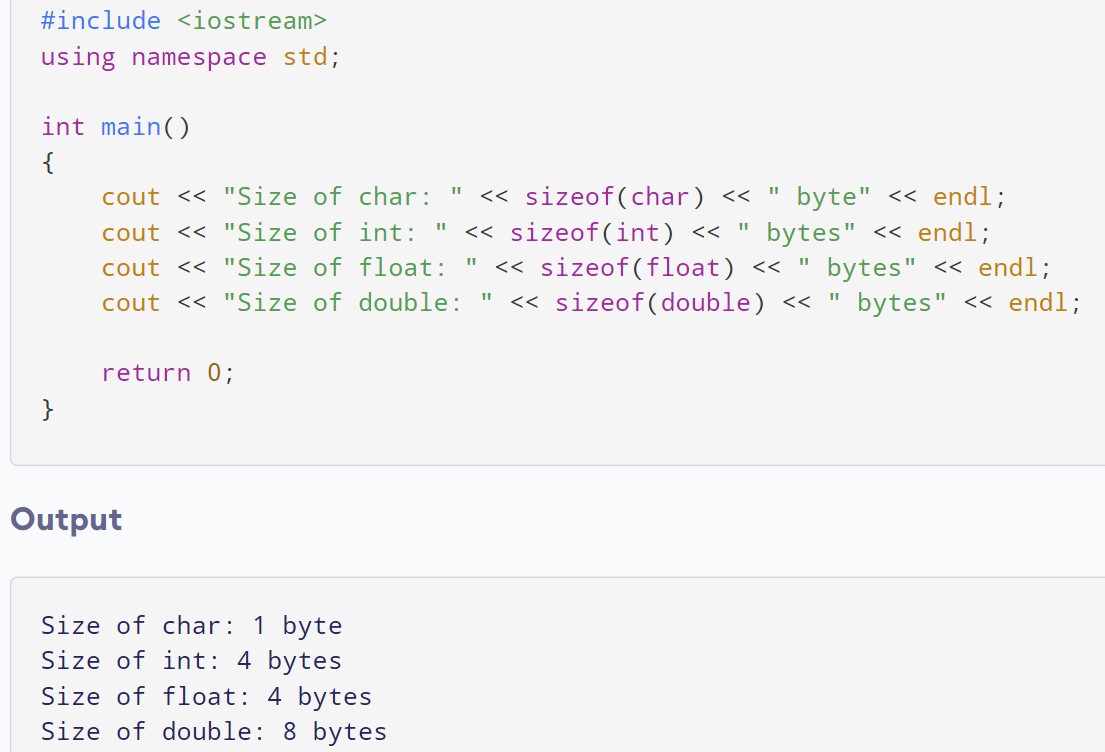 #include <iostream>
using namespace std;
int main()
{
    cout << "Size of char: " << sizeof(char) << " byte" << endl;
    cout << "Size of int: " << sizeof(int) << " bytes" << endl;
    cout << "Size of float: " << sizeof(float) << " bytes" << endl;
    cout << "Size of double: " << sizeof(double) << " bytes" << endl;
    return 0;
}
Output
Size of char: 1 byte
Size of int: 4 bytes
Size of float: 4 bytes
Size of double: 8 bytes